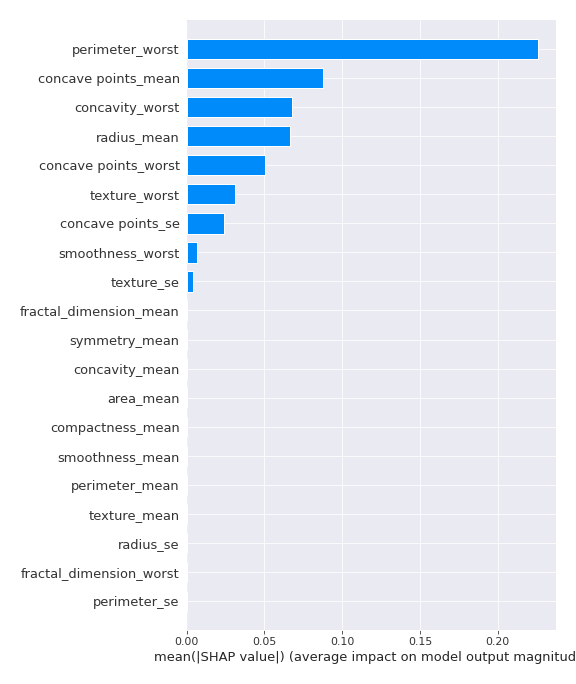 perimeter_worst
concave points_mean
concavity_worst
radius_mean
concave points_worst
texture_worst
concave points_se
smoothness_worst
texture_se
fractal_dimension_mean
symmetry_mean
concavity_mean
area_mean
compactness_mean
smoothness_mean
perimeter_mean
texture_mean
radius_se
fractal_dimension_worst
perimeter_se
0.00 0.05 0.10 0.15 0.20
mean(|SHAP value|) (average impact on model output magnitud